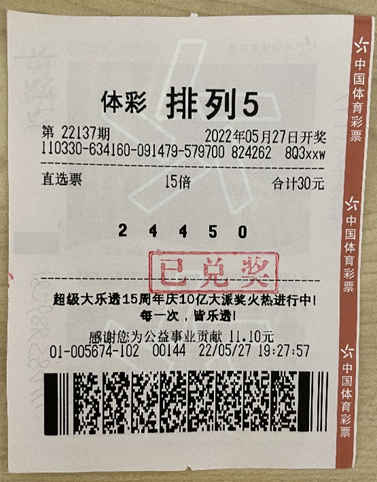 体彩 排列5
第 22137期 2022年05月27日开奖
110330-634160-091479-579700 824262 8Q3xxw
直选票 15倍 合计30元
2 4 4 5 0
已兑奖
超级大乐透15周年庆10亿大派奖火热进行中!
每一次，皆乐透!
感谢您为公益事业贡献 11.10元
01-005674-102 00144 22/05/27 19:27:57
中国体育彩票
中国体育彩票
中国体育彩票